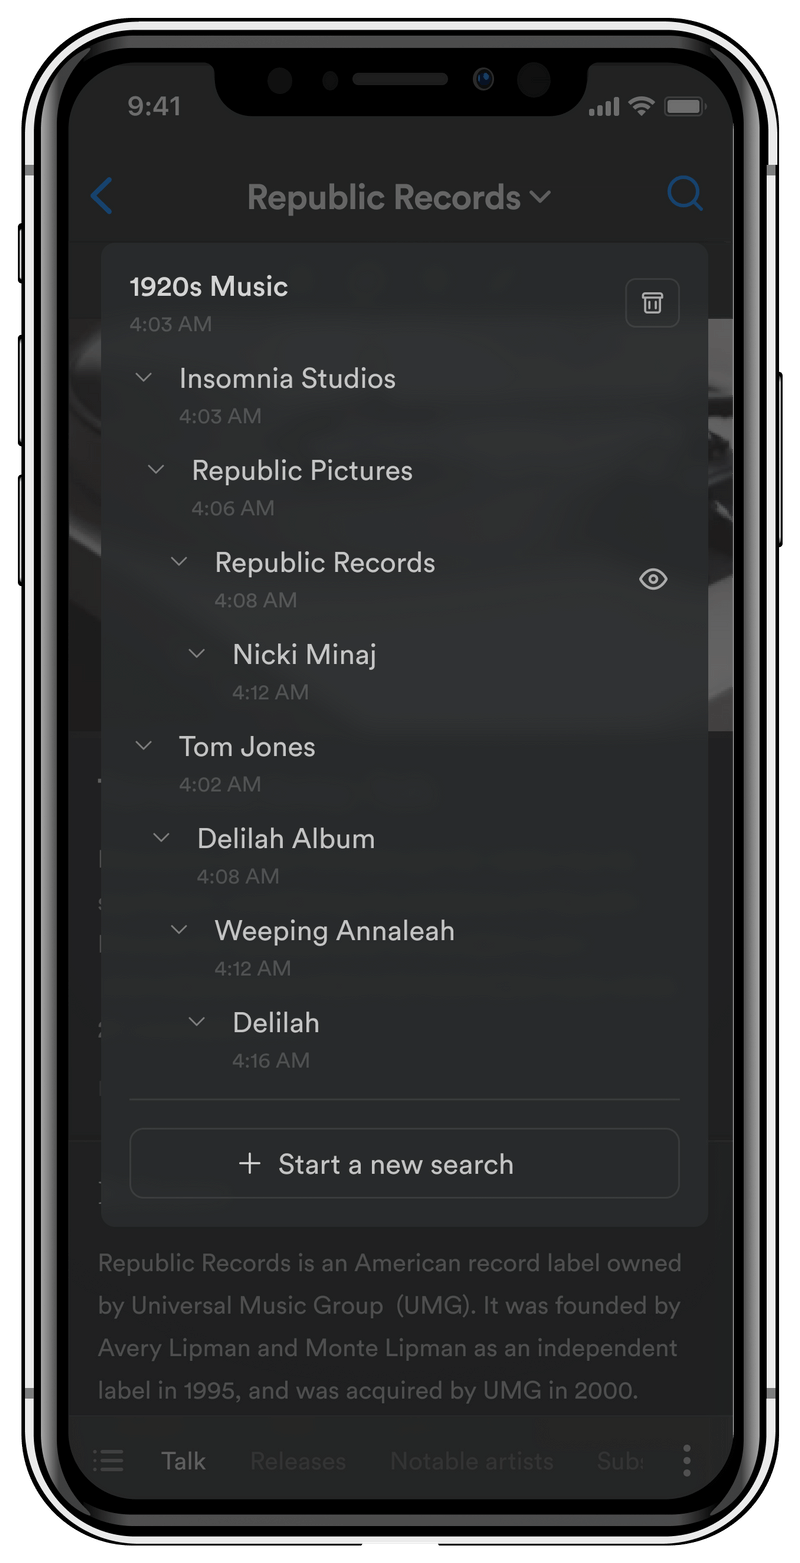 9:41
Republic Records
1920s Music
4:03 AM
Insomnia Studios
4:03 AM
Republic Pictures
4:06 AM
Republic Records
4:08 AM
Nicki Minaj
4:12 AM
Tom Jones
4:02 AM
Delilah Album
4:08 AM
Weeping Annaleah
4:12 AM
Delilah
4:16 AM
+ Start a new search
Republic Records is an American record label owned
by Universal Music Group (UMG). It was founded by
Avery Lipman and Monte Lipman as an independent
label in 1995, and was acquired by UMG in 2000.
Talk Releases Notable artists